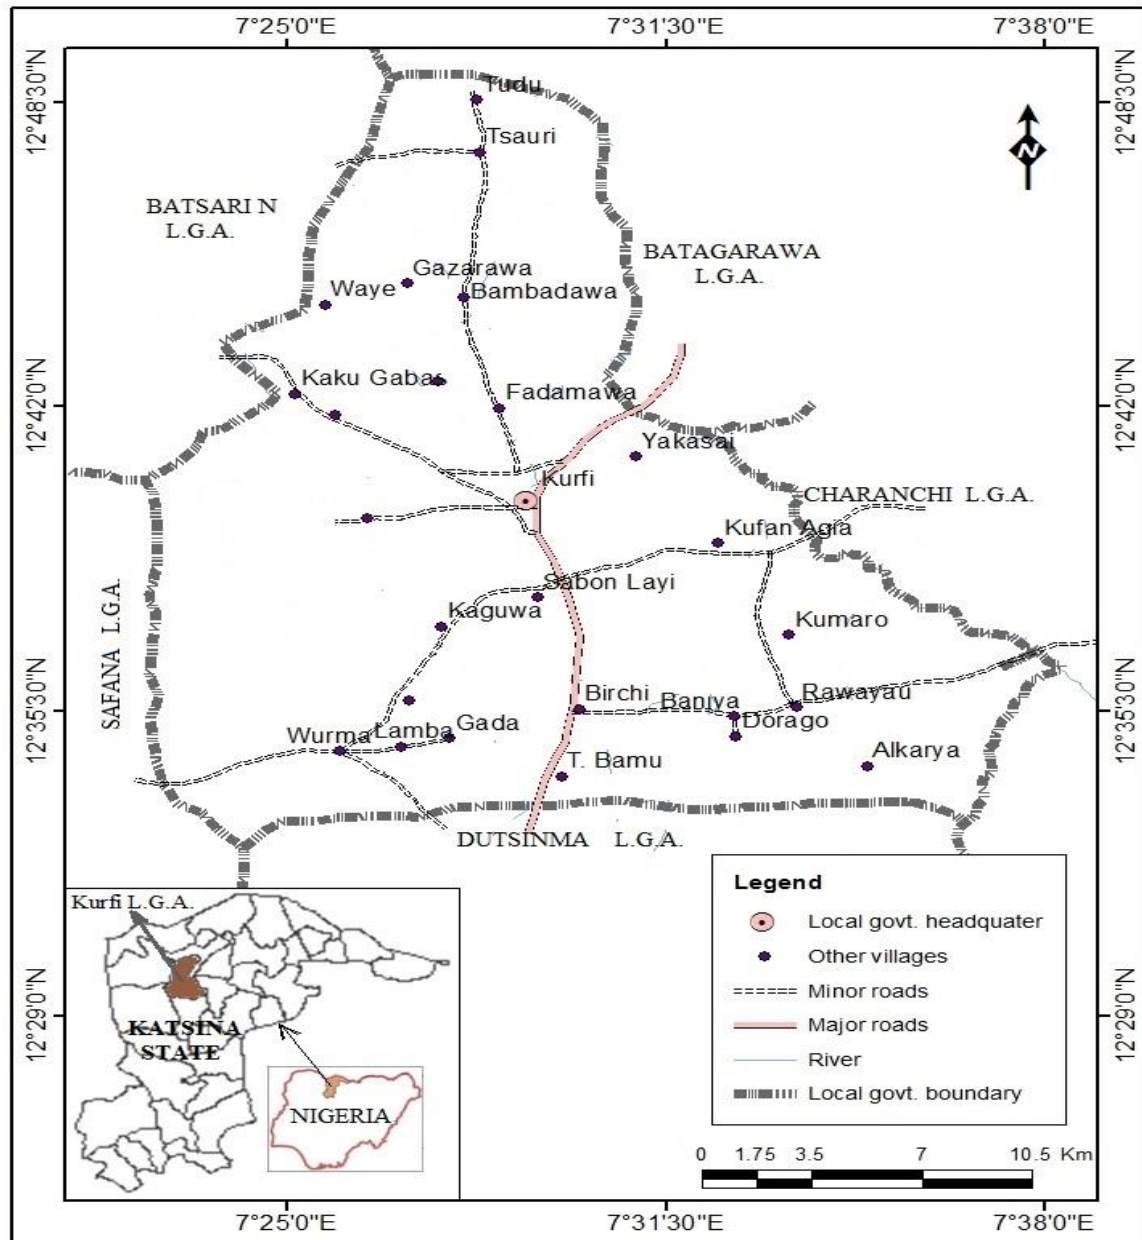 7°25'0"E
7°31'30"E
7°38'0"E
12°48'30"N
12°48'30"N
Tudu
Tsauri
BATSARI N
L.G.A.
BATAGARAWA
L.G.A.
Gazarawa
Waye
Bambadawa
Kaku Gabas
Fadamawa
12°42'0"N
12°42'0"N
Yakasai
Kurfi
CHARANCHI L.G.A.
Kufan Agia
Sabon Layi
Kaguwa
Kumaro
SAFANA L.G.A.
Birchi
Baniya
Rawayau
12°35'30"N
12°35'30"N
Wurma
Lamba
Gada
Dorago
T. Bamu
Alkarya
DUTSINMA L.G.A.
Kurfi L.G.A.
KATSINA
STATE
NIGERIA
Legend
Local govt. headquater
Other villages
Minor roads
Major roads
River
Local govt. boundary
12°29'0"N
12°29'0"N
0 1.75 3.5 7 10.5 Km
7°25'0"E
7°31'30"E
7°38'0"E
N